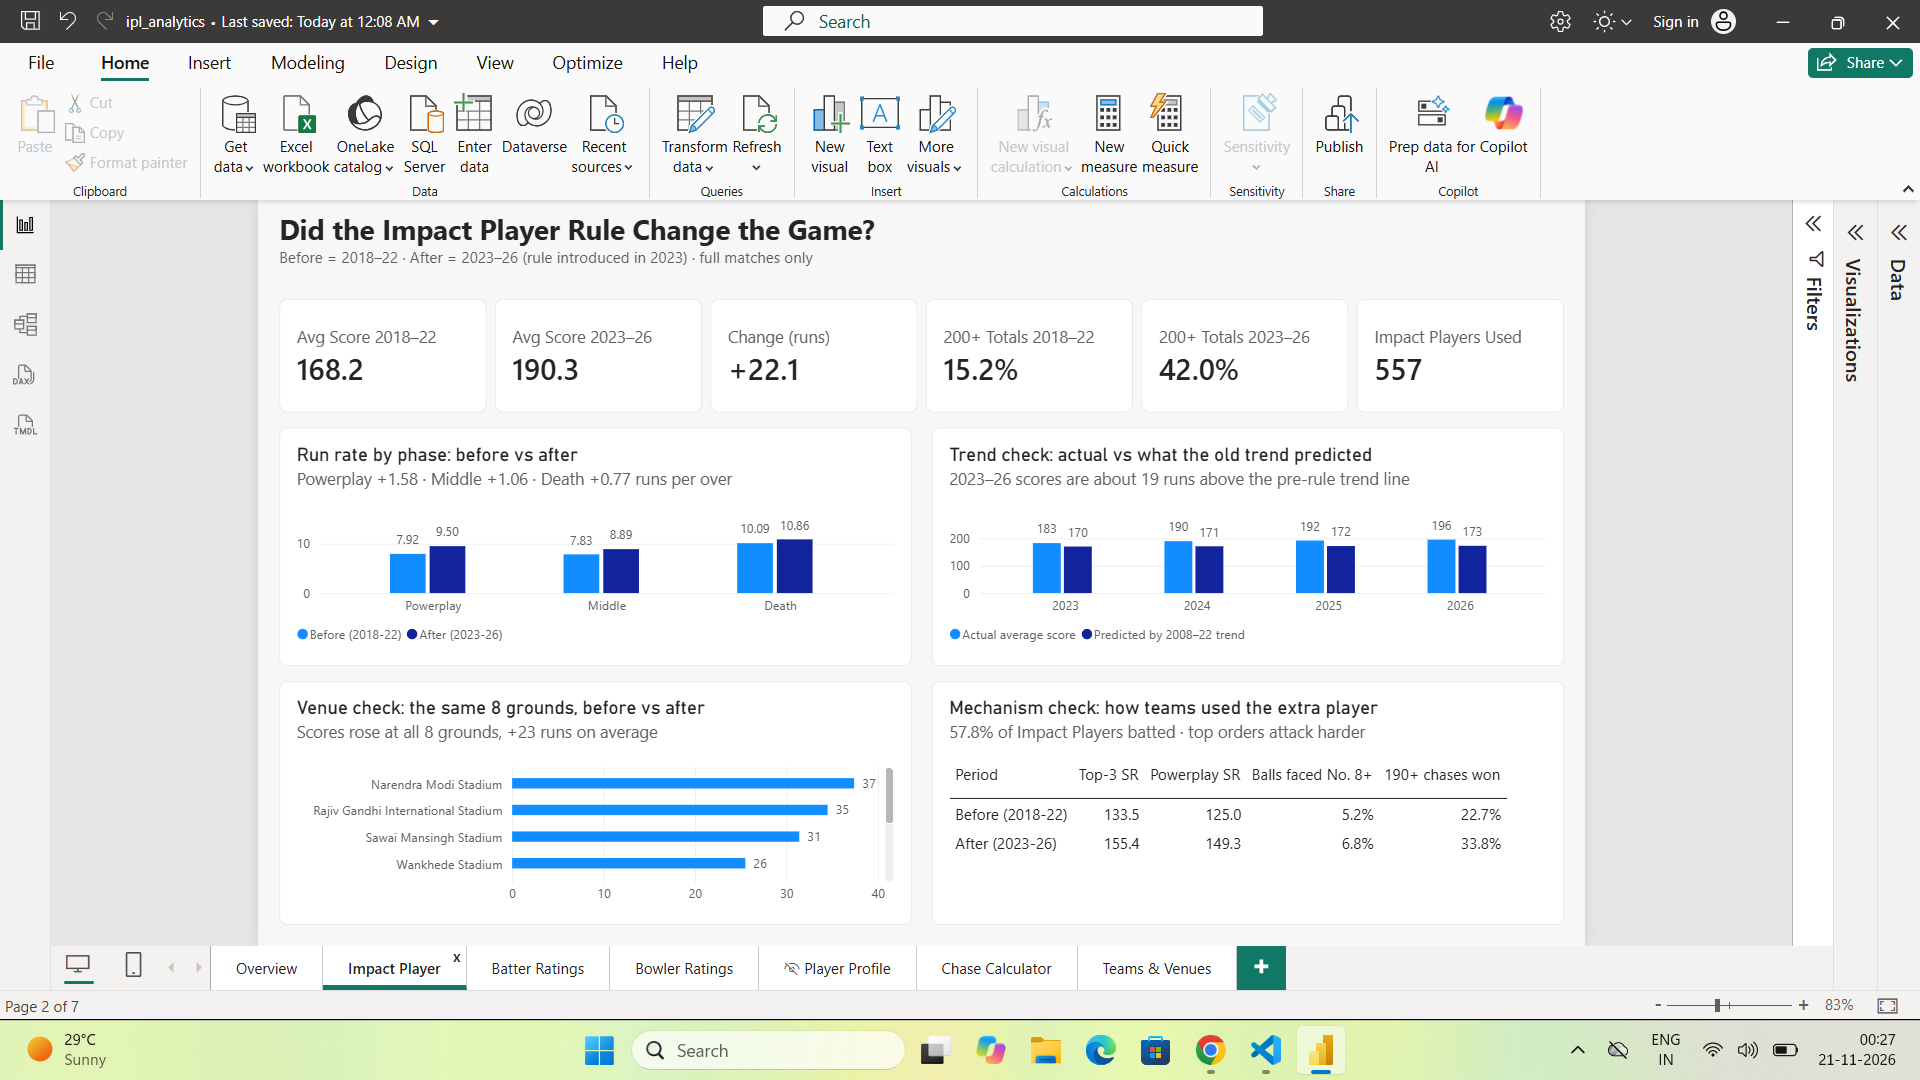 ipl_analytics • Last saved: Today at 12:08 AM
Search
Sign in
File Home Insert Modeling Design View Optimize Help
Share
Paste
Cut
Copy
Format painter
Clipboard
Get data
Excel workbook
OneLake catalog
SQL Server
Enter data
Dataverse
Recent sources
Data
Transform data
Refresh
Queries
New visual
Text box
More visuals
Insert
New visual calculation
New measure
Quick measure
Calculations
Sensitivity
Sensitivity
Publish
Share
Prep data for AI
Copilot
Copilot
DAX
TMDL
Did the Impact Player Rule Change the Game?
Before = 2018–22 · After = 2023–26 (rule introduced in 2023) · full matches only
Avg Score 2018–22
168.2
Avg Score 2023–26
190.3
Change (runs)
+22.1
200+ Totals 2018–22
15.2%
200+ Totals 2023–26
42.0%
Impact Players Used
557
Run rate by phase: before vs after
Powerplay +1.58 · Middle +1.06 · Death +0.77 runs per over
10
0
7.92 9.50 7.83 8.89 10.09 10.86
Powerplay Middle Death
Before (2018-22) After (2023-26)
Trend check: actual vs what the old trend predicted
2023–26 scores are about 19 runs above the pre-rule trend line
200
100
0
183 170 190 171 192 172 196 173
2023 2024 2025 2026
Actual average score Predicted by 2008–22 trend
Venue check: the same 8 grounds, before vs after
Scores rose at all 8 grounds, +23 runs on average
Narendra Modi Stadium 37
Rajiv Gandhi International Stadium 35
Sawai Mansingh Stadium 31
Wankhede Stadium 26
0 10 20 30 40
Mechanism check: how teams used the extra player
57.8% of Impact Players batted · top orders attack harder
Period Top-3 SR Powerplay SR Balls faced No. 8+ 190+ chases won
Before (2018-22) 133.5 125.0 5.2% 22.7%
After (2023-26) 155.4 149.3 6.8% 33.8%
Filters
Visualizations
Data
Overview
Impact Player x
Batter Ratings
Bowler Ratings
Player Profile
Chase Calculator
Teams & Venues
+
Page 2 of 7
- + 83%
29°C
Sunny
Search
ENG
IN
00:27
21-11-2026